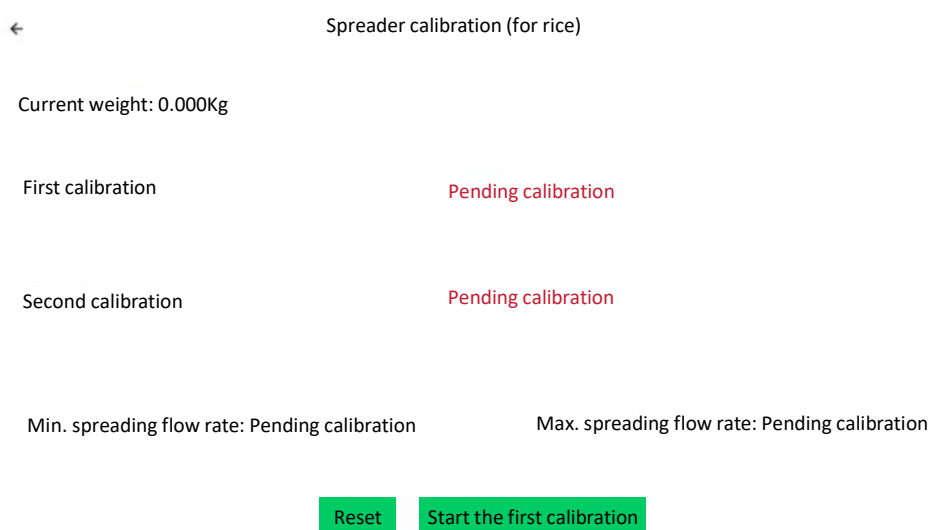 Spreader calibration (for rice)
Current weight: 0.000Kg
First calibration
Pending calibration
Second calibration
Pending calibration
Min. spreading flow rate: Pending calibration
Max. spreading flow rate: Pending calibration
Reset
Start the first calibration